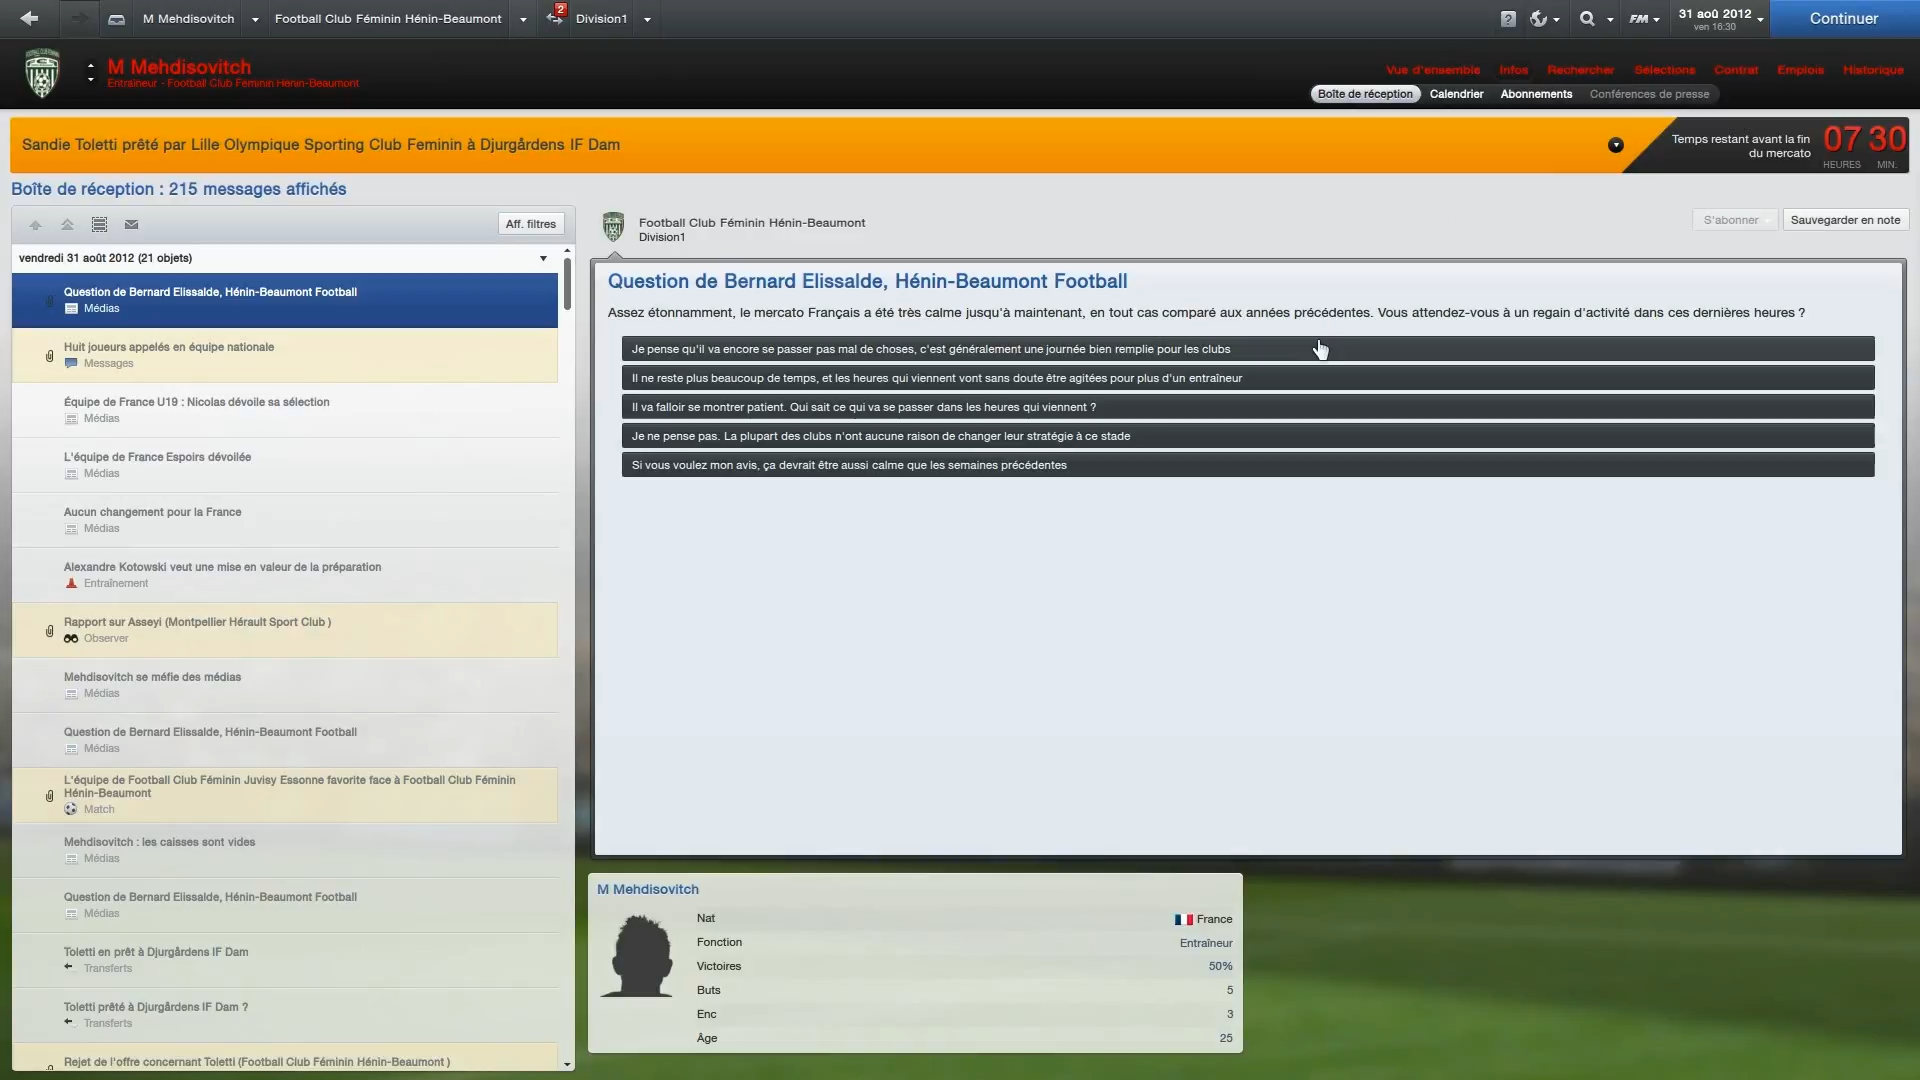 M Mehdisovitch
Football Club Féminin Hénin-Beaumont
2
Division1
?
FM
31 aoû 2012
ven 16:30
Continuer
M Mehdisovitch
Entraîneur - Football Club Féminin Hénin-Beaumont
Vue d'ensemble Infos Rechercher Sélections Contrat Emplois Historique
Boîte de réception Calendrier Abonnements Conférences de presse
Sandie Toletti prêté par Lille Olympique Sporting Club Feminin à Djurgårdens IF Dam
Temps restant avant la fin
du mercato
07 30
HEURES MIN.
Boîte de réception : 215 messages affichés
Aff. filtres
vendredi 31 août 2012 (21 objets)
Question de Bernard Elissalde, Hénin-Beaumont Football
Médias
Huit joueurs appelés en équipe nationale
Messages
Équipe de France U19 : Nicolas dévoile sa sélection
Médias
L'équipe de France Espoirs dévoilée
Médias
Aucun changement pour la France
Médias
Alexandre Kotowski veut une mise en valeur de la préparation
Entraînement
Rapport sur Asseyi (Montpellier Hérault Sport Club )
Observer
Mehdisovitch se méfie des médias
Médias
Question de Bernard Elissalde, Hénin-Beaumont Football
Médias
L'équipe de Football Club Féminin Juvisy Essonne favorite face à Football Club Féminin
Hénin-Beaumont
Match
Mehdisovitch : les caisses sont vides
Médias
Question de Bernard Elissalde, Hénin-Beaumont Football
Médias
Toletti en prêt à Djurgårdens IF Dam
Transferts
Toletti prêté à Djurgårdens IF Dam ?
Transferts
Rejet de l'offre concernant Toletti (Football Club Féminin Hénin-Beaumont )
Football Club Féminin Hénin-Beaumont
Division1
S'abonner
Sauvegarder en note
Question de Bernard Elissalde, Hénin-Beaumont Football
Assez étonnamment, le mercato Français a été très calme jusqu'à maintenant, en tout cas comparé aux années précédentes. Vous attendez-vous à un regain d'activité dans ces dernières heures ?
Je pense qu'il va encore se passer pas mal de choses, c'est généralement une journée bien remplie pour les clubs
Il ne reste plus beaucoup de temps, et les heures qui viennent vont sans doute être agitées pour plus d'un entraîneur
Il va falloir se montrer patient. Qui sait ce qui va se passer dans les heures qui viennent ?
Je ne pense pas. La plupart des clubs n'ont aucune raison de changer leur stratégie à ce stade
Si vous voulez mon avis, ça devrait être aussi calme que les semaines précédentes
M Mehdisovitch
Nat France
Fonction Entraîneur
Victoires 50%
Buts 5
Enc 3
Âge 25